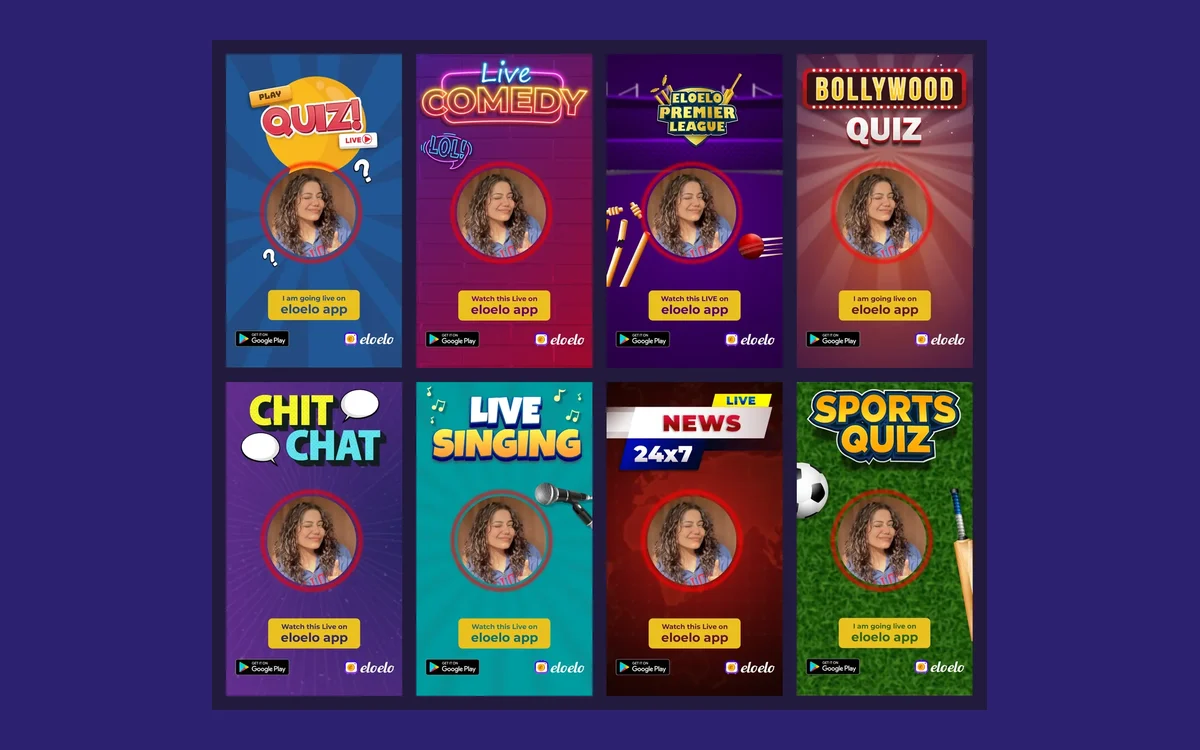 PLAY
QUIZ!
LIVE
?
?
I am going live on
eloelo app
GET IT ON
Google Play
eloelo
Live
COMEDY
LOL!
Watch this Live on
eloelo app
GET IT ON
Google Play
eloelo
ELOELO
PREMIER
LEAGUE
Watch this LIVE on
eloelo app
GET IT ON
Google Play
eloelo
BOLLYWOOD
QUIZ
I am going live on
eloelo app
GET IT ON
Google Play
eloelo
CHIT
CHAT
Watch this Live on
eloelo app
GET IT ON
Google Play
eloelo
LIVE
SINGING
Watch this Live on
eloelo app
GET IT ON
Google Play
eloelo
LIVE
NEWS
24x7
Watch this Live on
eloelo app
GET IT ON
Google Play
eloelo
SPORTS
QUIZ
I am going live on
eloelo app
GET IT ON
Google Play
eloelo